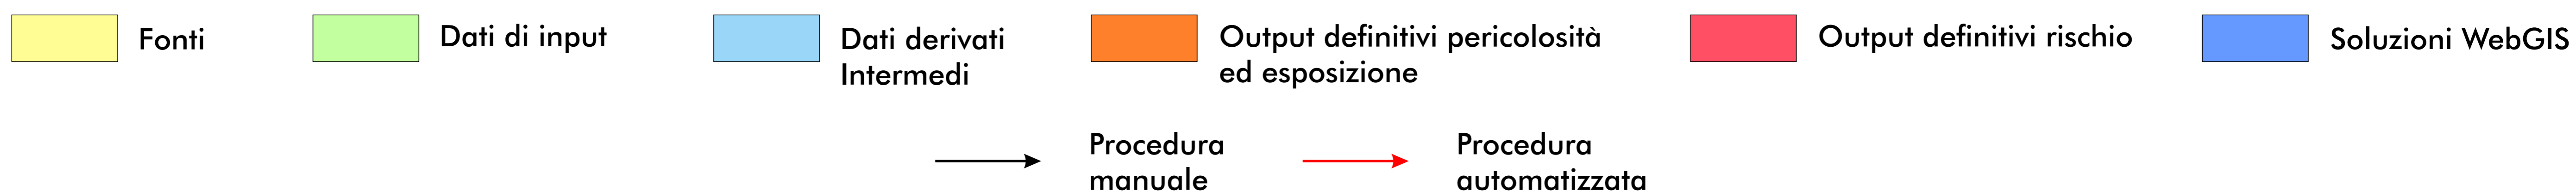 Fonti
Dati di input
Dati derivati
Intermedi
Output definitivi pericolosità
ed esposizione
Output definitivi rischio
Soluzioni WebGIS
Procedura
manuale
Procedura
automatizzata